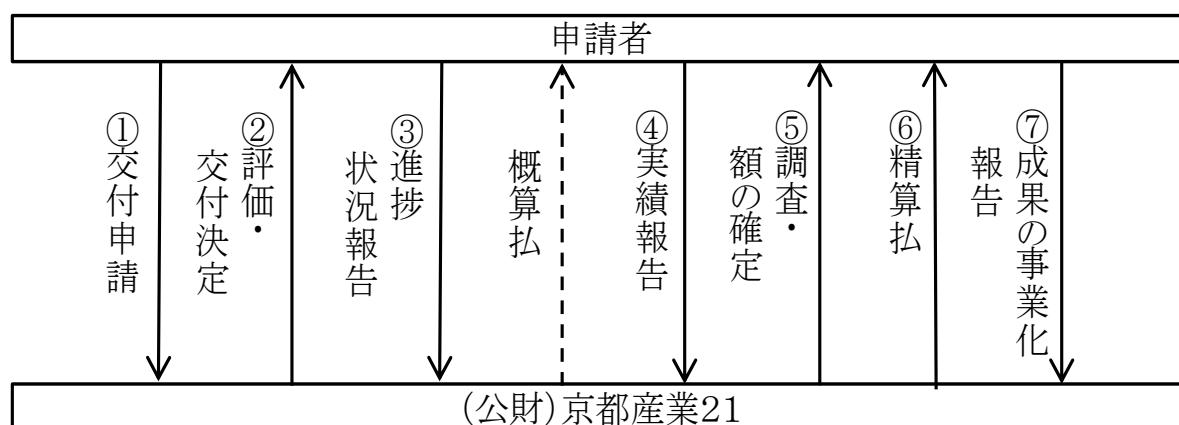 申請者
①交付申請
②評価・
交付決定
③進捗
状況報告
概算払
④実績報告
⑤調査・
額の確定
⑥精算払
⑦成果の事業化
報告
(公財)京都産業21